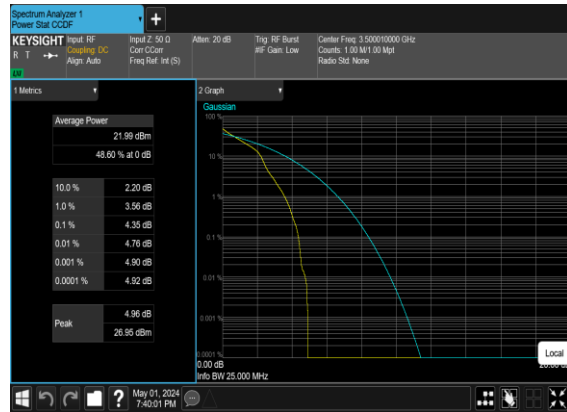 Spectrum Analyzer 1
Power Stat CCDF
KEYSIGHT
R T
LV
Input: RF
Coupling: DC
Align: Auto
Input Z: 50 Ω
Corr CCorr
Freq Ref: Int (S)
Atten: 20 dB
Trig: RF Burst
#IF Gain: Low
Center Freq: 3.500010000 GHz
Counts: 1.00 M/1.00 Mpt
Radio Std: None
1 Metrics
Average Power
21.99 dBm
48.60 % at 0 dB
10.0 % 2.20 dB
1.0 % 3.56 dB
0.1 % 4.35 dB
0.01 % 4.76 dB
0.001 % 4.90 dB
0.0001 % 4.92 dB
Peak
4.96 dB
26.95 dBm
2 Graph
Gaussian
100 %
10 %
1 %
0.1 %
0.01 %
0.001 %
0.0001 %
0.00 dB
Info BW 25.000 MHz
Local
?
May 01, 2024
7:40:01 PM